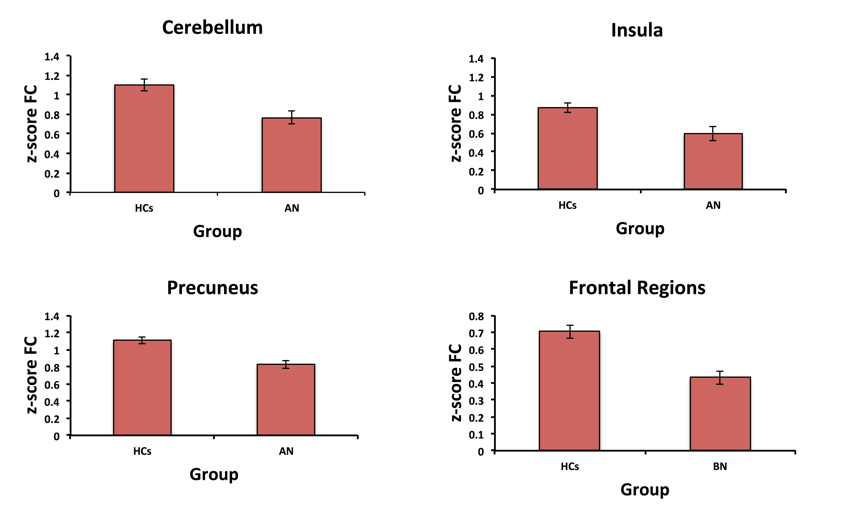 Cerebellum
z-score FC
1.4
1.2
1
0.8
0.6
0.4
0.2
0
HCs AN
Group
Insula
z-score FC
1.4
1.2
1
0.8
0.6
0.4
0.2
0
HCs AN
Group
Precuneus
z-score FC
1.4
1.2
1
0.8
0.6
0.4
0.2
0
HCs AN
Group
Frontal Regions
z-score FC
0.8
0.7
0.6
0.5
0.4
0.3
0.2
0.1
0
HCs BN
Group